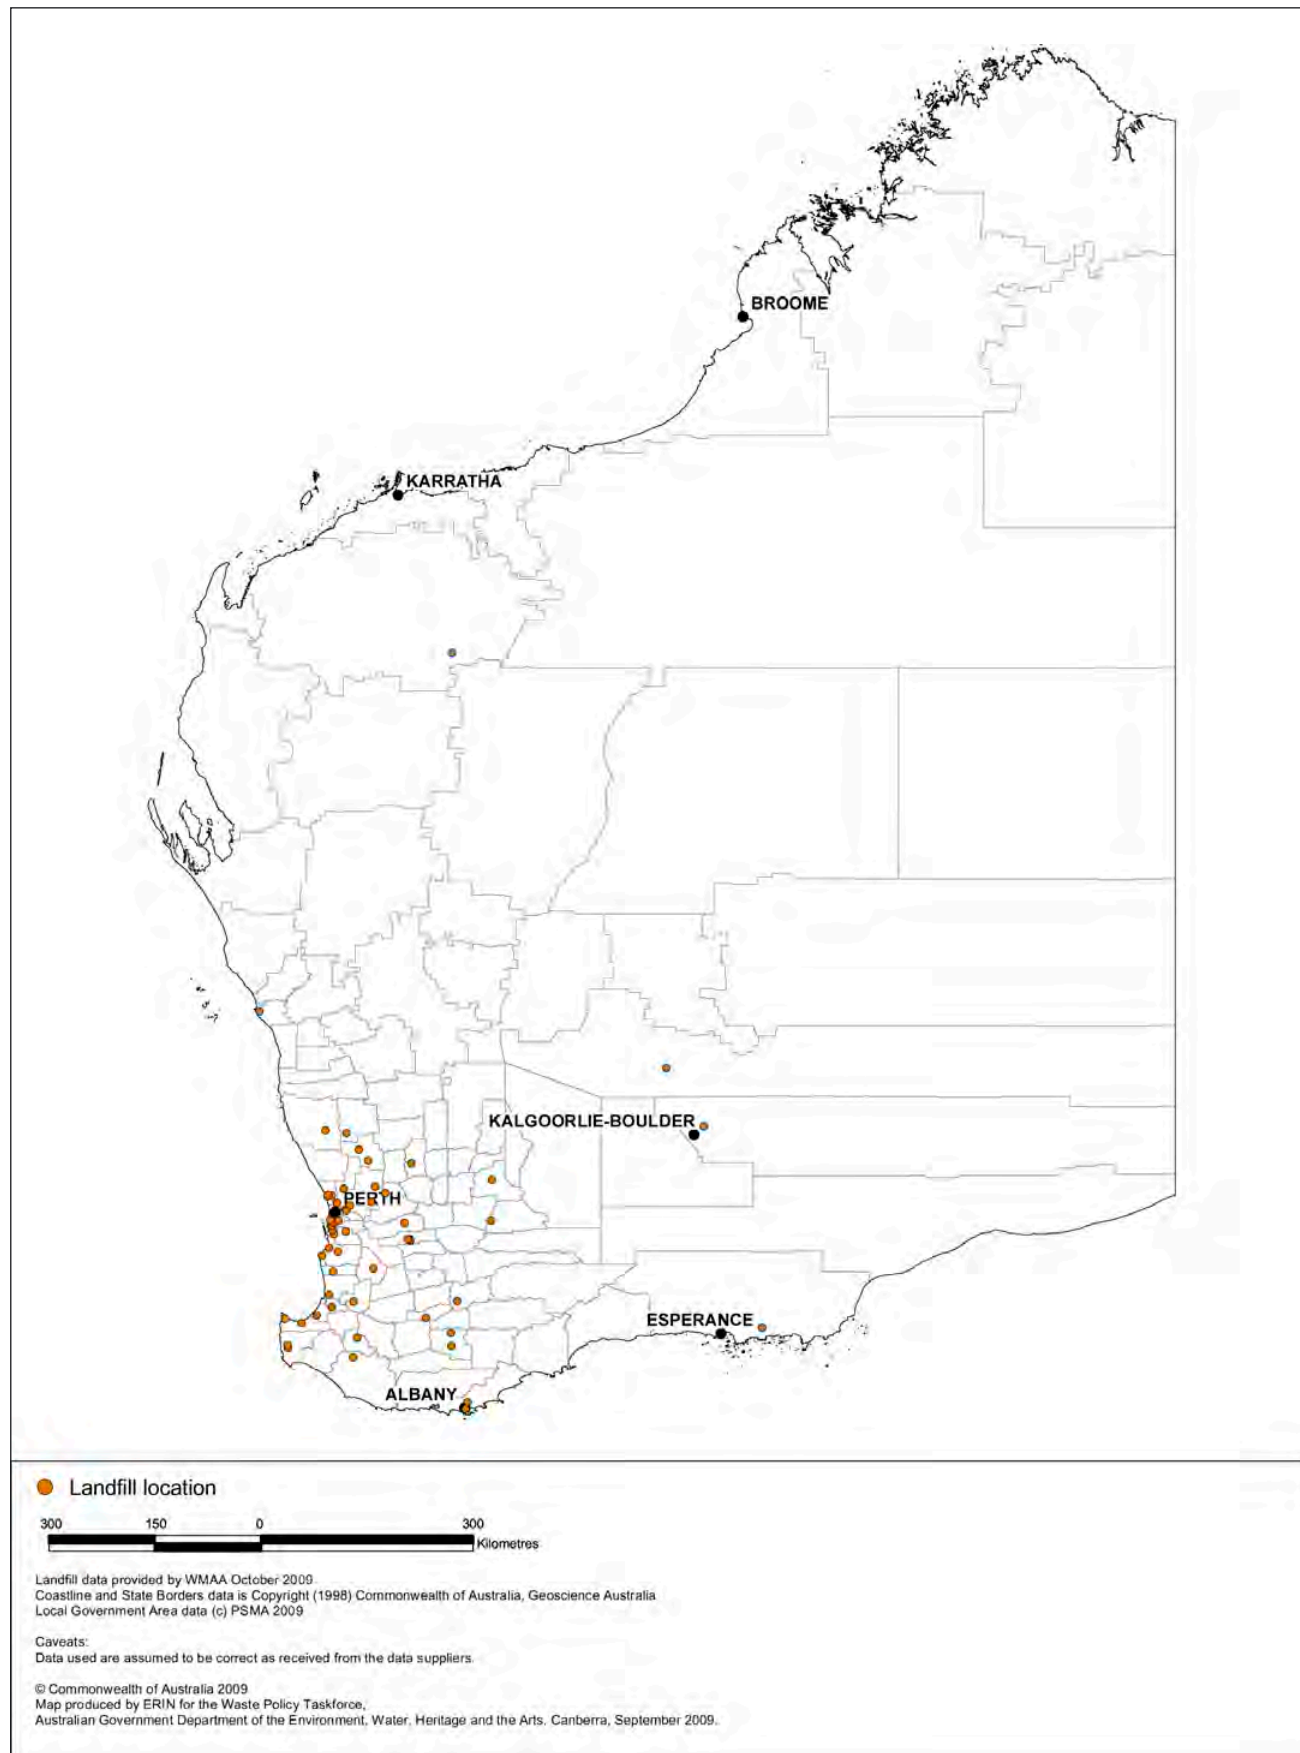 BROOME
KARRATHA
KALGOORLIE-BOULDER
PERTH
ESPERANCE
ALBANY
Landfill location
300 150 0 300
Kilometres
Landfill data provided by WMAA October 2009
Coastline and State Borders data is Copyright (1998) Commonwealth of Australia, Geoscience Australia
Local Government Area data (c) PSMA 2009
Caveats:
Data used are assumed to be correct as received from the data suppliers.
© Commonwealth of Australia 2009
Map produced by ERIN for the Waste Policy Taskforce,
Australian Government Department of the Environment, Water, Heritage and the Arts. Canberra, September 2009.